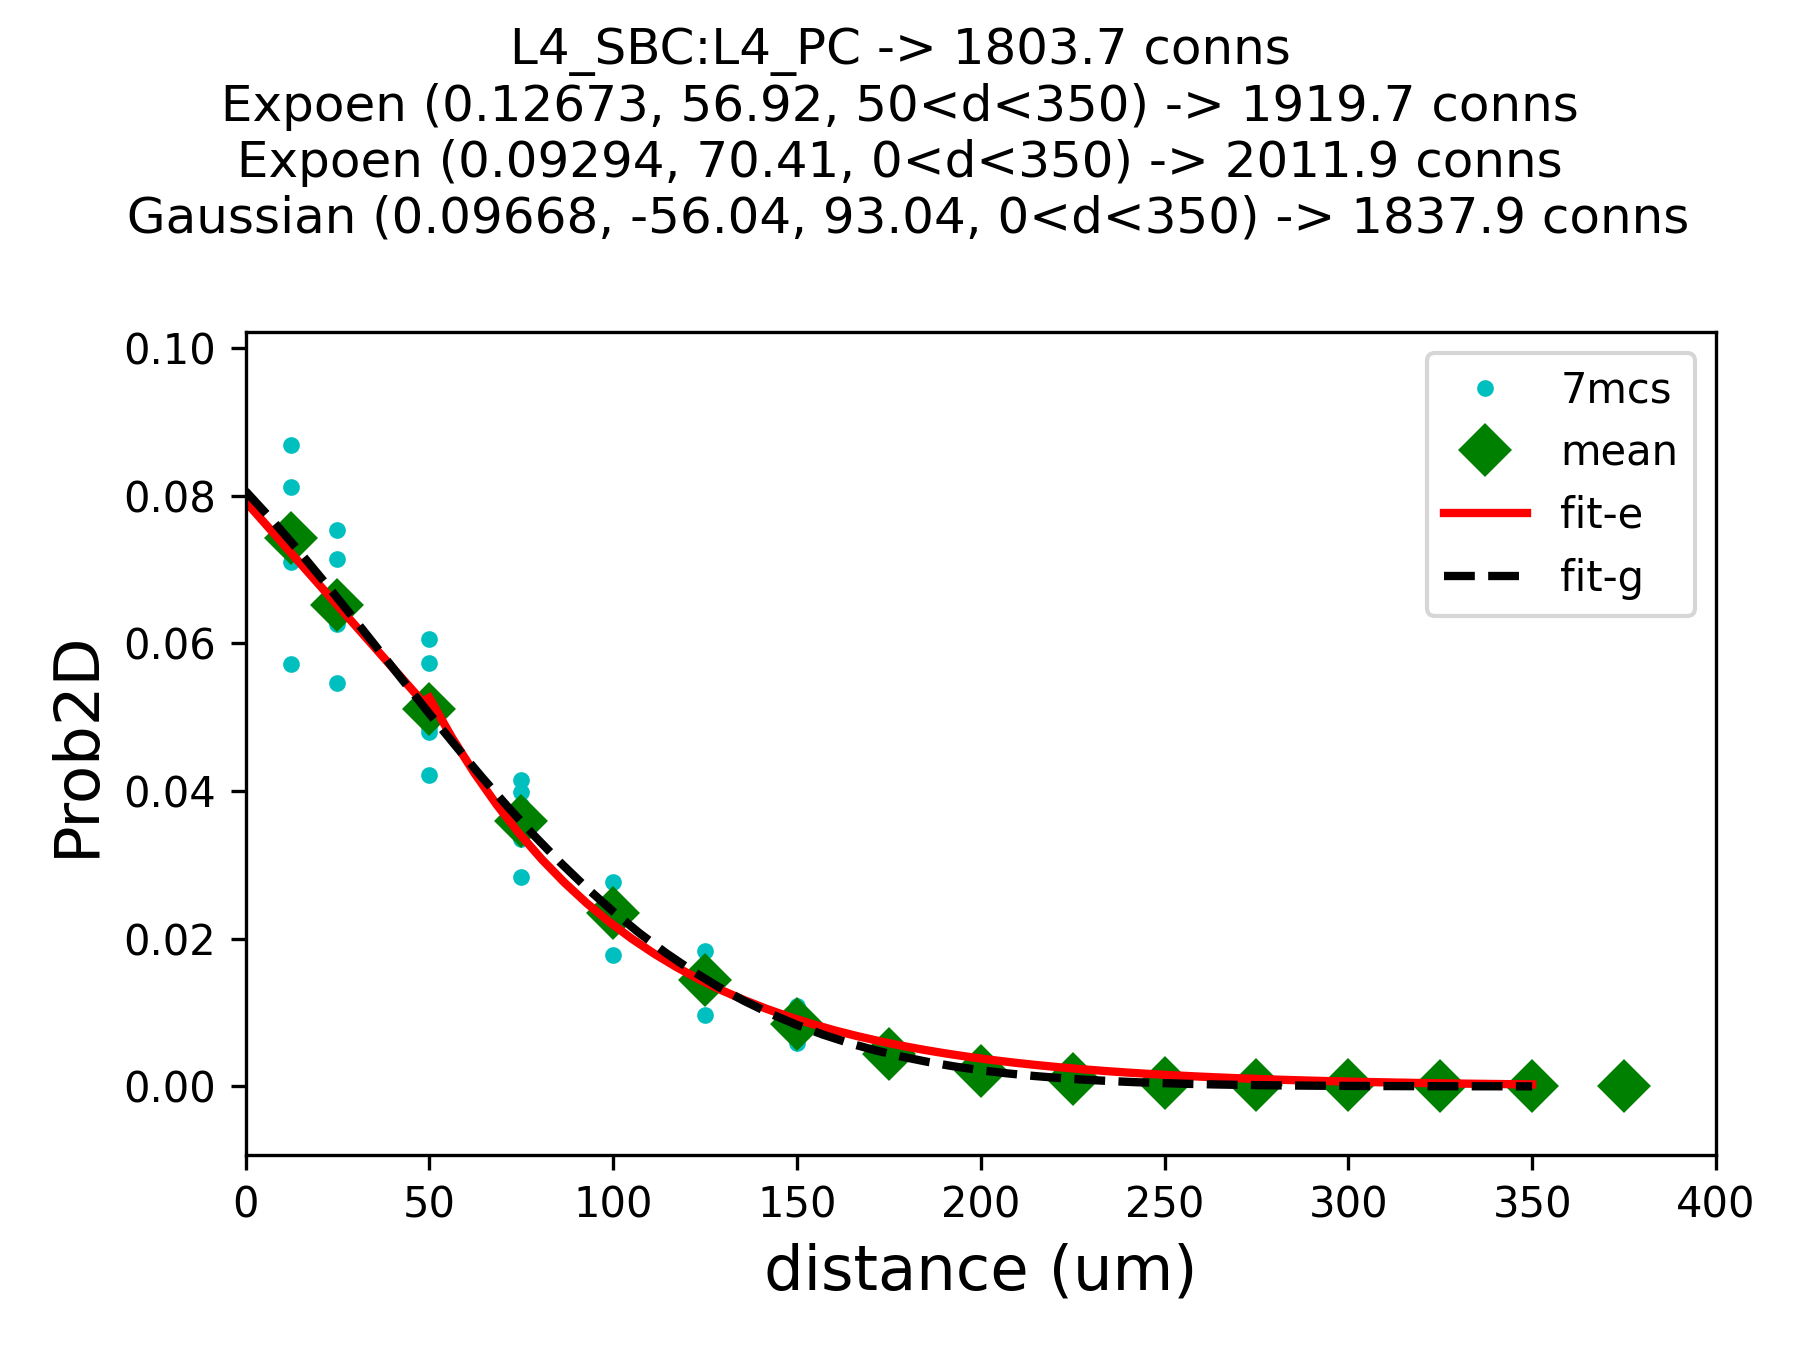 L4_SBC:L4_PC -> 1803.7 conns
Expoen (0.12673, 56.92, 50<d<350) -> 1919.7 conns
Expoen (0.09294, 70.41, 0<d<350) -> 2011.9 conns
Gaussian (0.09668, -56.04, 93.04, 0<d<350) -> 1837.9 conns
0.10
0.08
0.06
0.04
0.02
0.00
Prob2D
7mcs
mean
fit-e
fit-g
0 50 100 150 200 250 300 350 400
distance (um)